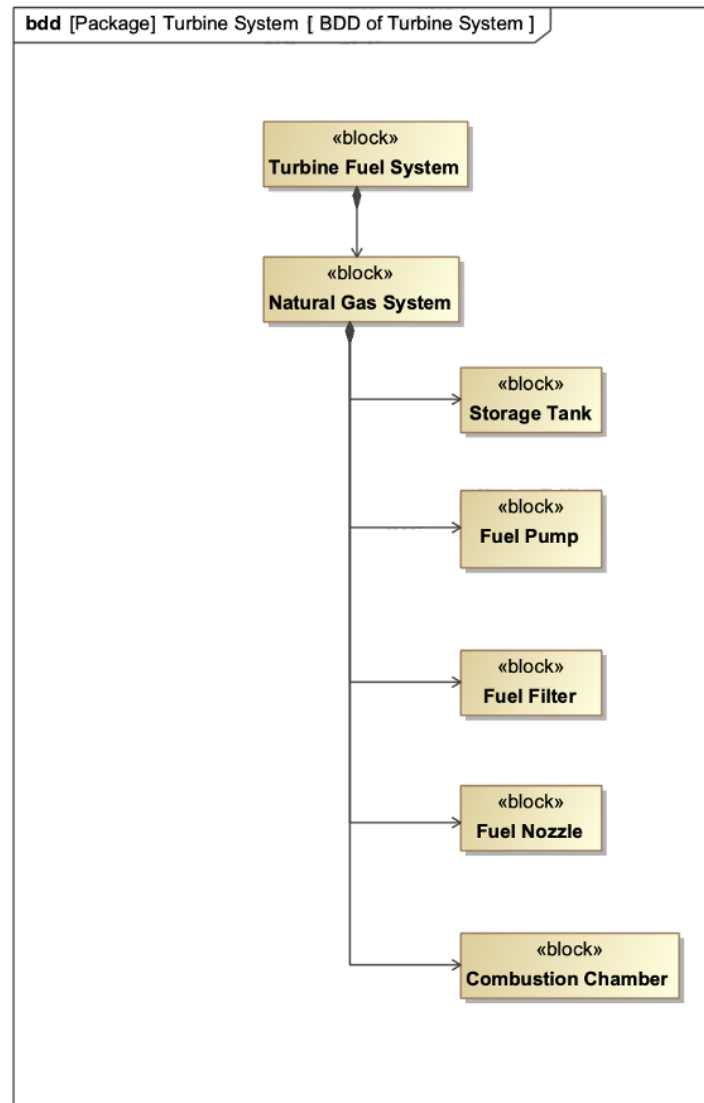 bdd [Package] Turbine System [ BDD of Turbine System ]
«block»
Turbine Fuel System
«block»
Natural Gas System
«block»
Storage Tank
«block»
Fuel Pump
«block»
Fuel Filter
«block»
Fuel Nozzle
«block»
Combustion Chamber